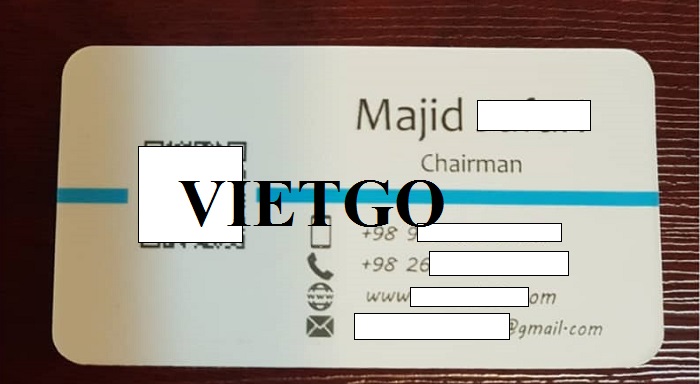 Majid
Chairman
VIETGO
+98 9
+98 26
www om
@gmail.com